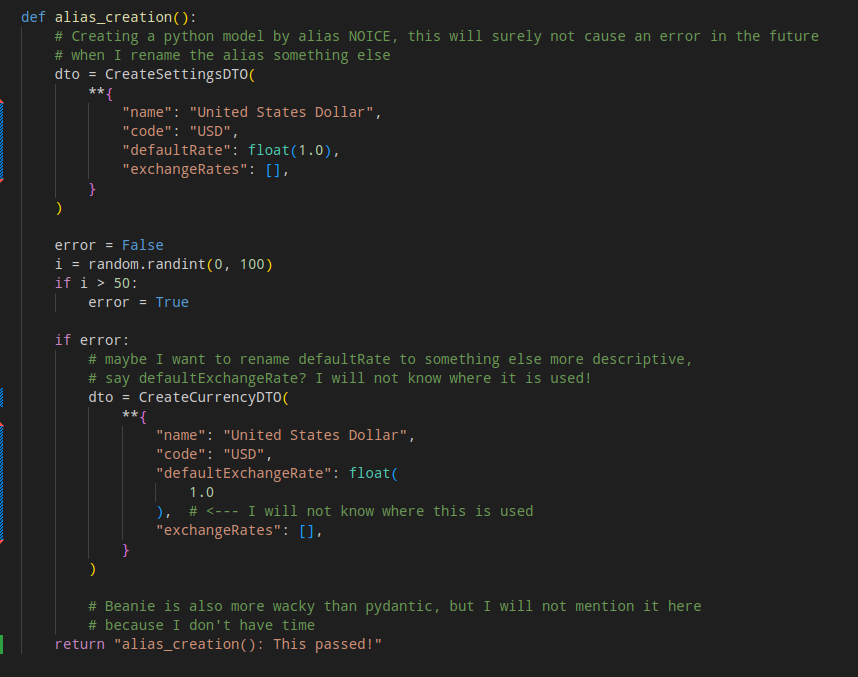 def alias_creation():
    # Creating a python model by alias NOICE, this will surely not cause an error in the future
    # when I rename the alias something else
    dto = CreateSettingsDTO(
        **{
            "name": "United States Dollar",
            "code": "USD",
            "defaultRate": float(1.0),
            "exchangeRates": [],
        }
    )

    error = False
    i = random.randint(0, 100)
    if i > 50:
        error = True

    if error:
        # maybe I want to rename defaultRate to something else more descriptive,
        # say defaultExchangeRate? I will not know where it is used!
        dto = CreateCurrencyDTO(
            **{
                "name": "United States Dollar",
                "code": "USD",
                "defaultExchangeRate": float(
                    1.0
                ),  # <--- I will not know where this is used
                "exchangeRates": [],
            }
        )

        # Beanie is also more wacky than pydantic, but I will not mention it here
        # because I don't have time
    return "alias_creation(): This passed!"